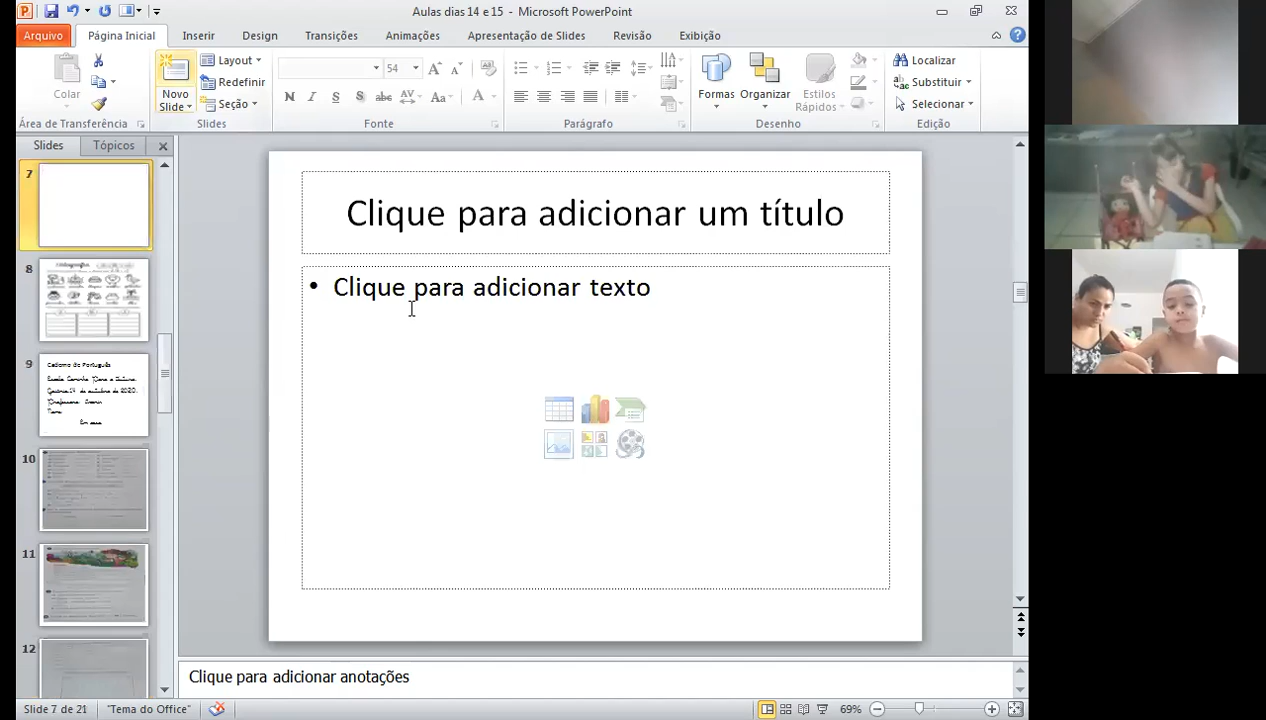 Aulas dias 14 e 15 - Microsoft PowerPoint
Arquivo Página Inicial Inserir Design Transições Animações Apresentação de Slides Revisão Exibição
Colar
Novo Slide
Layout
Redefinir
Seção
54
Formas
Organizar
Estilos Rápidos
Localizar
Substituir
Selecionar
Área de Transferência Slides Fonte Parágrafo Desenho Edição
Slides Tópicos
7
8
9
Caderno de Português
10
11
12
Clique para adicionar um título
• Clique para adicionar texto
Clique para adicionar anotações
Slide 7 de 21 "Tema do Office" 69%